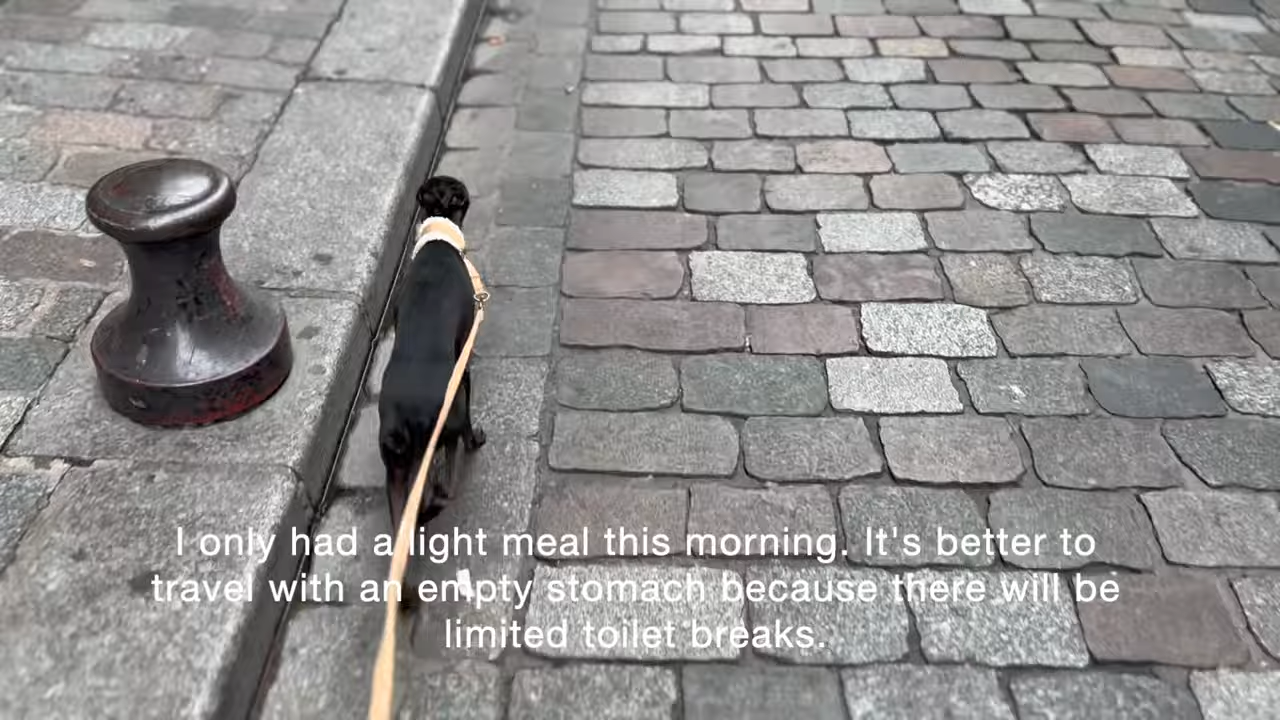 I only had a light meal this morning. It's better to
travel with an empty stomach because there will be
limited toilet breaks.